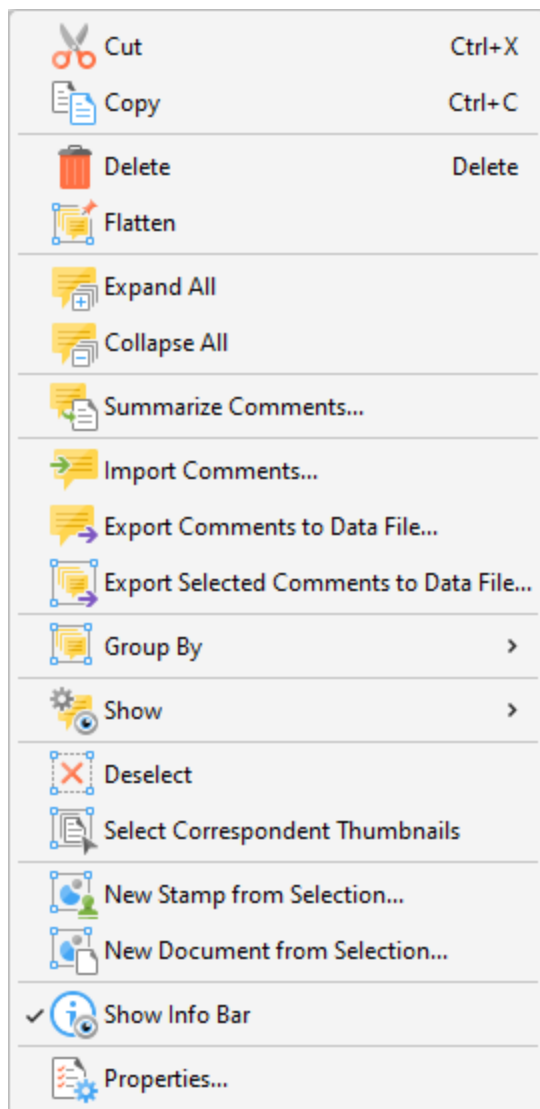 Cut Ctrl+X
Copy Ctrl+C
Delete Delete
Flatten
Expand All
Collapse All
Summarize Comments...
Import Comments...
Export Comments to Data File...
Export Selected Comments to Data File...
Group By
Show
Deselect
Select Correspondent Thumbnails
New Stamp from Selection...
New Document from Selection...
Show Info Bar
Properties...